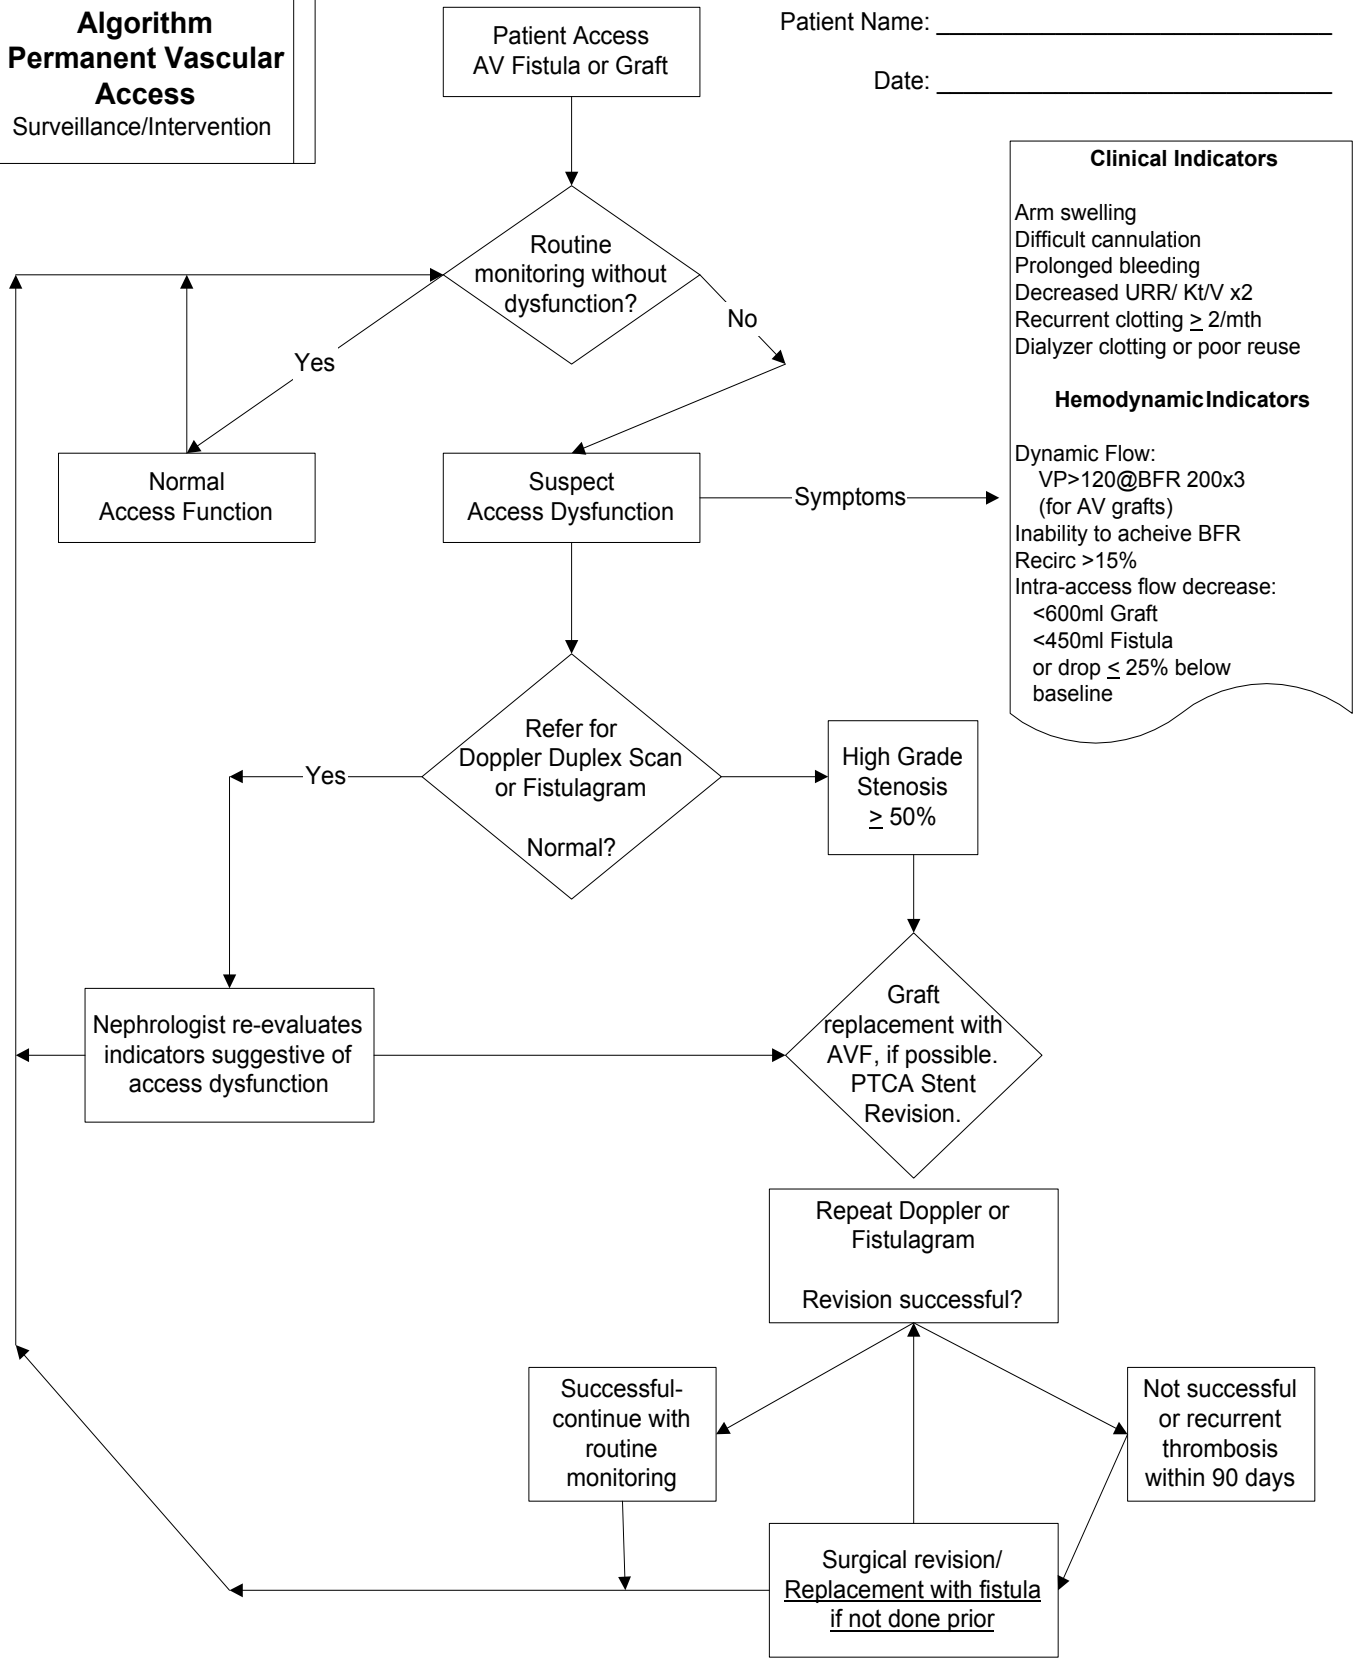 Algorithm
Permanent Vascular
Access
Surveillance/Intervention
Patient Access
AV Fistula or Graft
Patient Name:
Date:
Clinical Indicators
Arm swelling
Difficult cannulation
Prolonged bleeding
Decreased URR/ Kt/V x2
Recurrent clotting ≥ 2/mth
Dialyzer clotting or poor reuse
Hemodynamic Indicators
Dynamic Flow:
VP>120@BFR 200x3
(for AV grafts)
Inability to acheive BFR
Recirc >15%
Intra-access flow decrease:
<600ml Graft
<450ml Fistula
or drop ≤ 25% below
baseline
Routine
monitoring without
dysfunction?
Yes
No
Normal
Access Function
Suspect
Access Dysfunction
Symptoms
Refer for
Doppler Duplex Scan
or Fistulagram
Normal?
Yes
High Grade
Stenosis
≥ 50%
Nephrologist re-evaluates
indicators suggestive of
access dysfunction
Graft
replacement with
AVF, if possible.
PTCA Stent
Revision.
Repeat Doppler or
Fistulagram
Revision successful?
Successful-
continue with
routine
monitoring
Not successful
or recurrent
thrombosis
within 90 days
Surgical revision/
Replacement with fistula
if not done prior